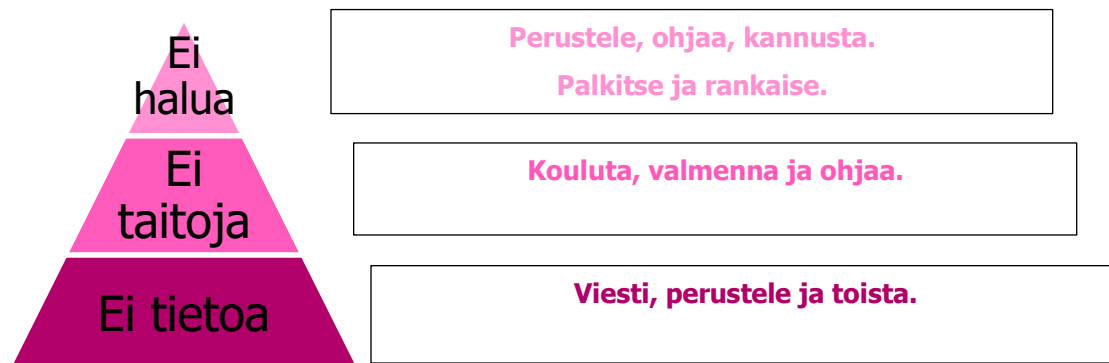 Ei
halua
Perustele, ohjaa, kannusta.
Palkitse ja rankaise.
Ei
taitoja
Kouluta, valmenna ja ohjaa.
Ei tietoa
Viesti, perustele ja toista.